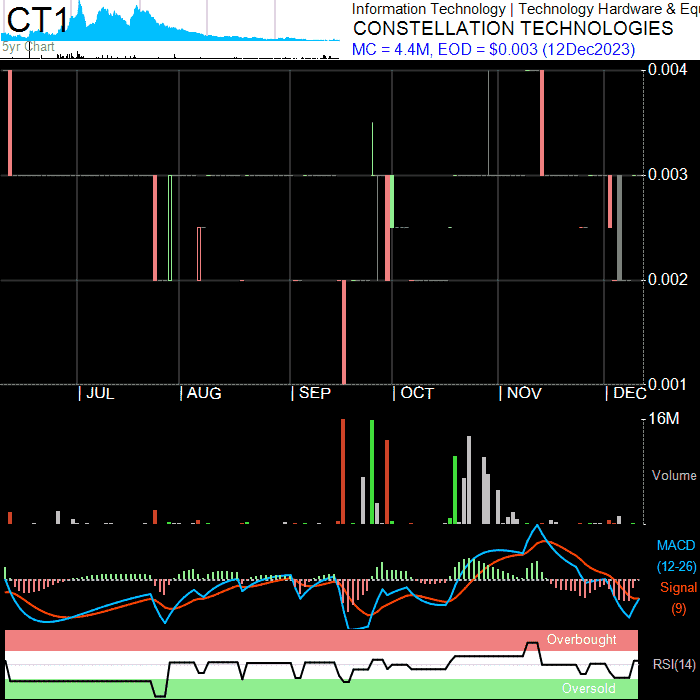 CT1
5yr Chart
Information Technology | Technology Hardware & Equ
CONSTELLATION TECHNOLOGIES
MC = 4.4M, EOD = $0.003 (12Dec2023)
0.004
0.003
0.002
0.001
| JUL | AUG | SEP | OCT | NOV | DEC
16M
Volume
MACD
(12-26)
Signal
(9)
Overbought
RSI(14)
Oversold